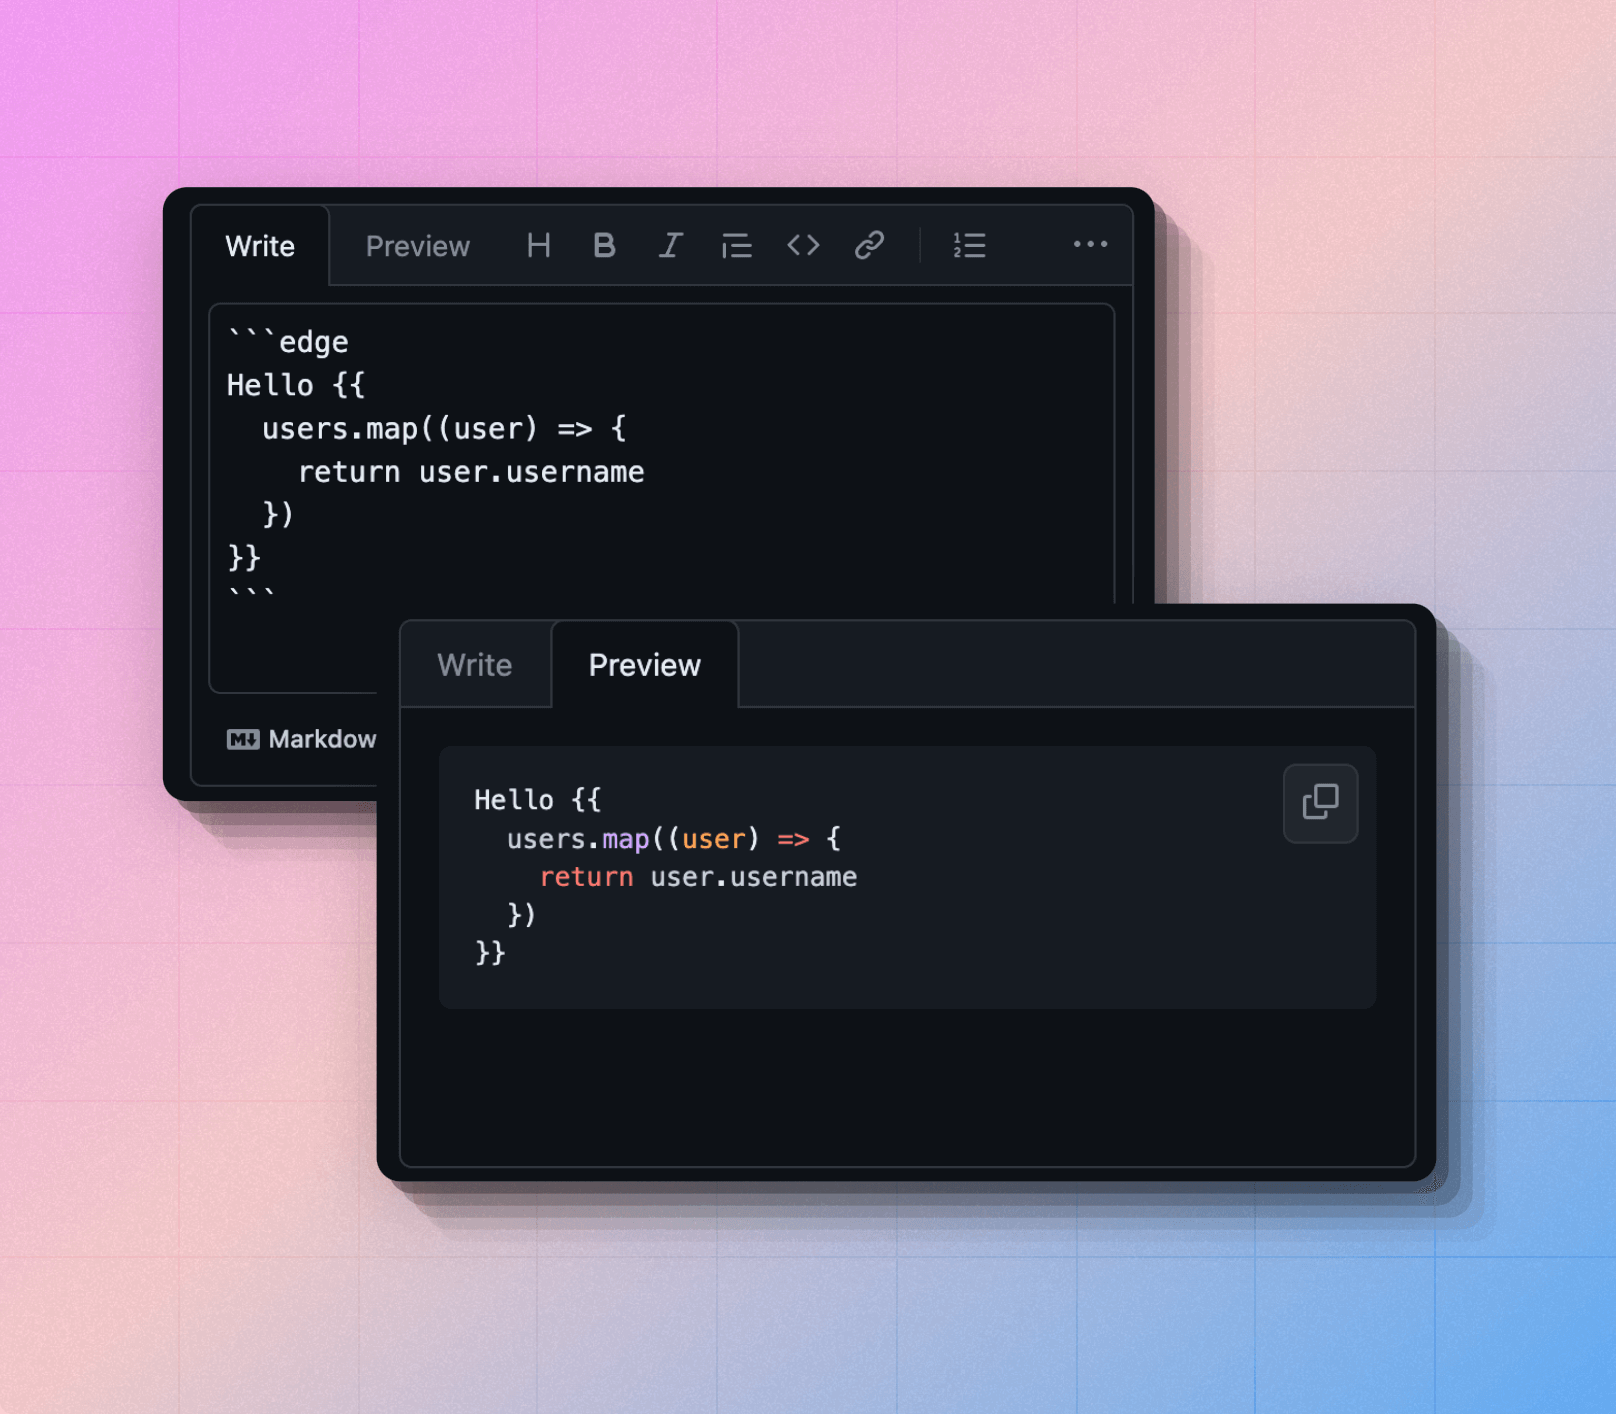 Write Preview H B I
```edge
Hello {{
  users.map((user) => {
    return user.username
  })
}}
```
Markdow
Write Preview
Hello {{
  users.map((user) => {
    return user.username
  })
}}